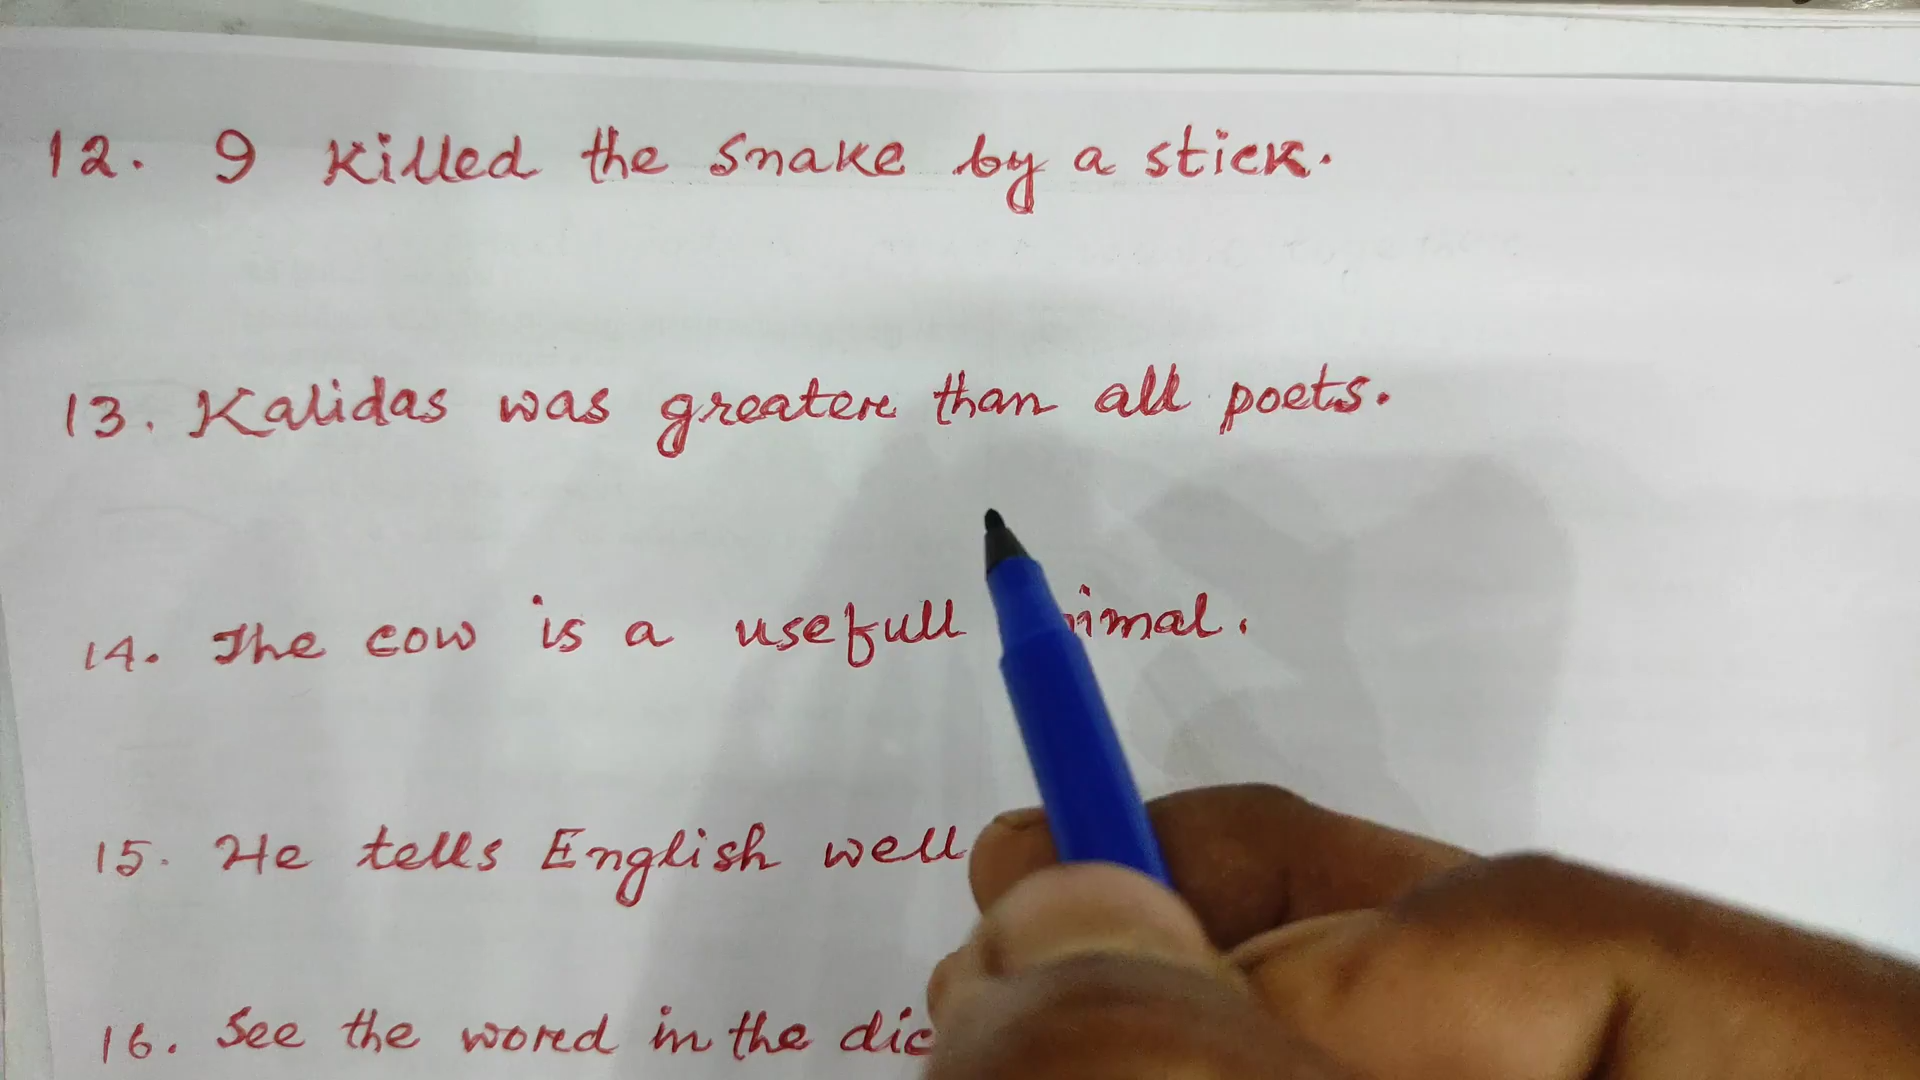 12. I killed the snake by a stick.
13. Kalidas was greater than all poets.
14. The cow is a usefull
15. He tells English well
16. See the word in the